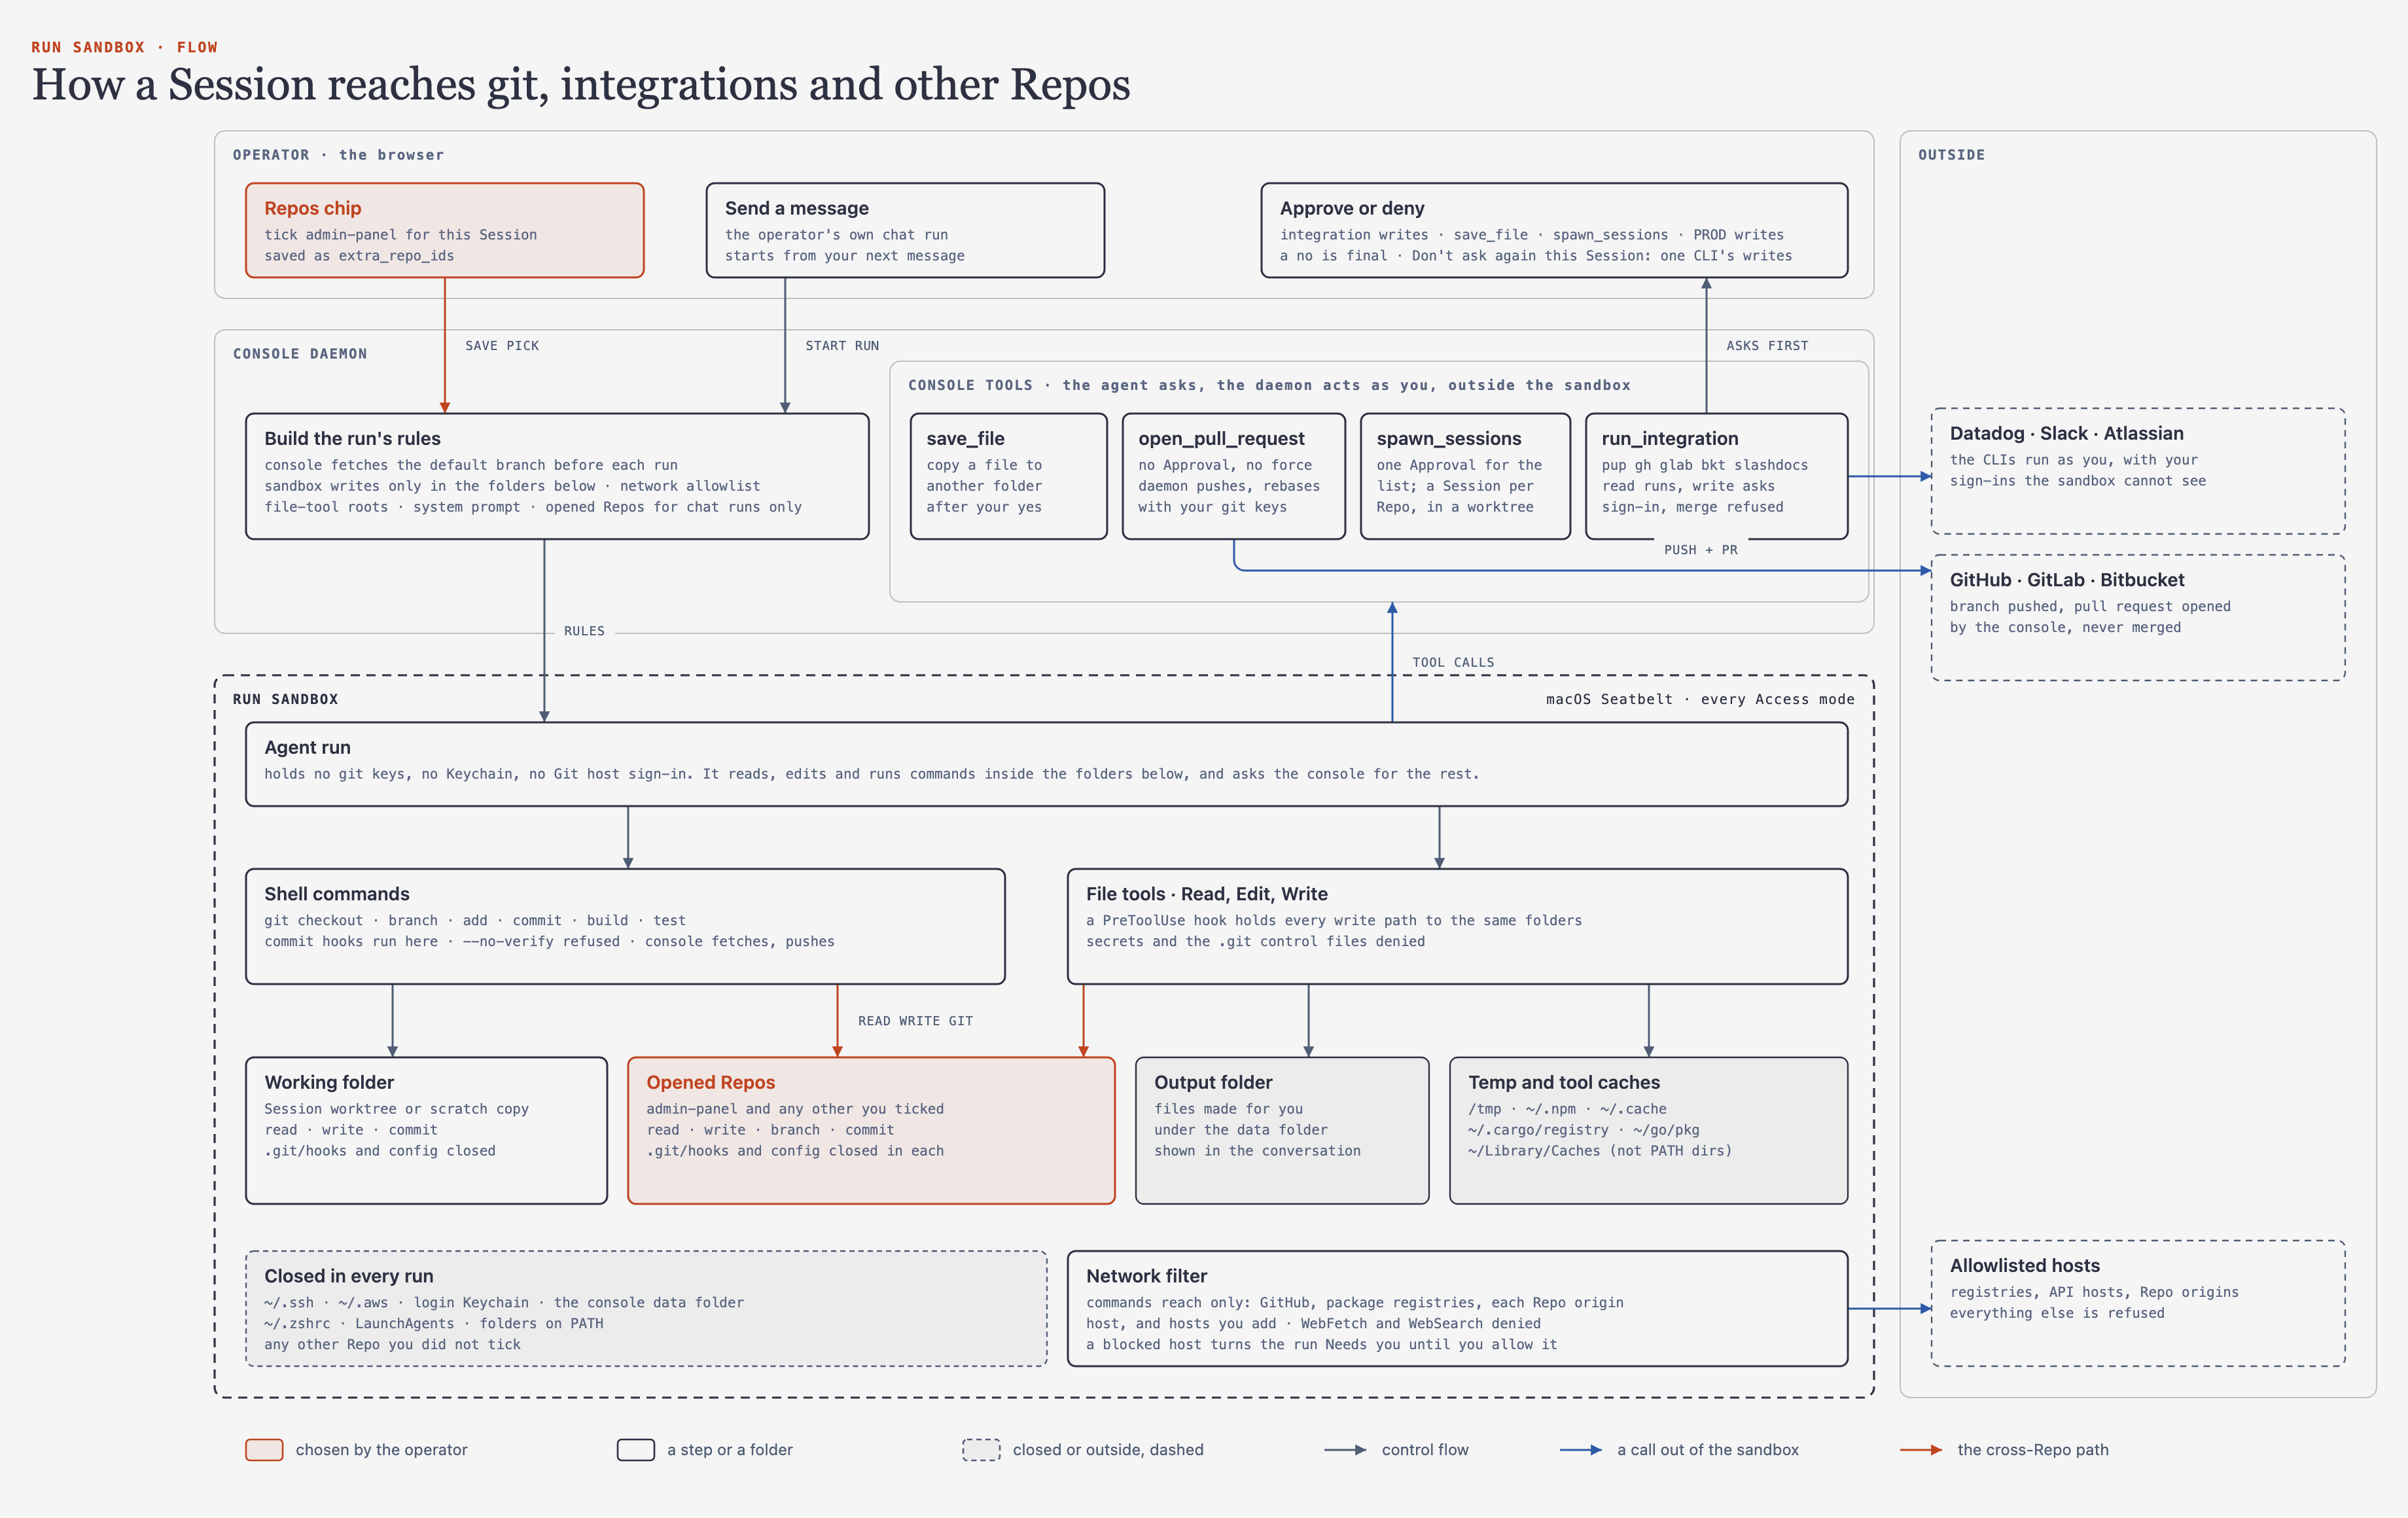 RUN SANDBOX · FLOW
How a Session reaches git, integrations and other Repos
OPERATOR · the browser
Repos chip
tick admin-panel for this Session
saved as extra_repo_ids
Send a message
the operator's own chat run
starts from your next message
Approve or deny
integration writes · save_file · spawn_sessions · PROD writes
a no is final · Don't ask again this Session: one CLI's writes
OUTSIDE
SAVE PICK
START RUN
ASKS FIRST
CONSOLE DAEMON
CONSOLE TOOLS · the agent asks, the daemon acts as you, outside the sandbox
Build the run's rules
console fetches the default branch before each run
sandbox writes only in the folders below · network allowlist
file-tool roots · system prompt · opened Repos for chat runs only
save_file
copy a file to
another folder
after your yes
open_pull_request
no Approval, no force
daemon pushes, rebases
with your git keys
spawn_sessions
one Approval for the
list; a Session per
Repo, in a worktree
run_integration
pup gh glab bkt slashdocs
read runs, write asks
sign-in, merge refused
Datadog · Slack · Atlassian
the CLIs run as you, with your
sign-ins the sandbox cannot see
PUSH + PR
GitHub · GitLab · Bitbucket
branch pushed, pull request opened
by the console, never merged
RULES
TOOL CALLS
RUN SANDBOX
macOS Seatbelt · every Access mode
Agent run
holds no git keys, no Keychain, no Git host sign-in. It reads, edits and runs commands inside the folders below, and asks the console for the rest.
Shell commands
git checkout · branch · add · commit · build · test
commit hooks run here · --no-verify refused · console fetches, pushes
File tools · Read, Edit, Write
a PreToolUse hook holds every write path to the same folders
secrets and the .git control files denied
READ WRITE GIT
Working folder
Session worktree or scratch copy
read · write · commit
.git/hooks and config closed
Opened Repos
admin-panel and any other you ticked
read · write · branch · commit
.git/hooks and config closed in each
Output folder
files made for you
under the data folder
shown in the conversation
Temp and tool caches
/tmp · ~/.npm · ~/.cache
~/.cargo/registry · ~/go/pkg
~/Library/Caches (not PATH dirs)
Closed in every run
~/.ssh · ~/.aws · login Keychain · the console data folder
~/.zshrc · LaunchAgents · folders on PATH
any other Repo you did not tick
Network filter
commands reach only: GitHub, package registries, each Repo origin
host, and hosts you add · WebFetch and WebSearch denied
a blocked host turns the run Needs you until you allow it
Allowlisted hosts
registries, API hosts, Repo origins
everything else is refused
chosen by the operator
a step or a folder
closed or outside, dashed
control flow
a call out of the sandbox
the cross-Repo path